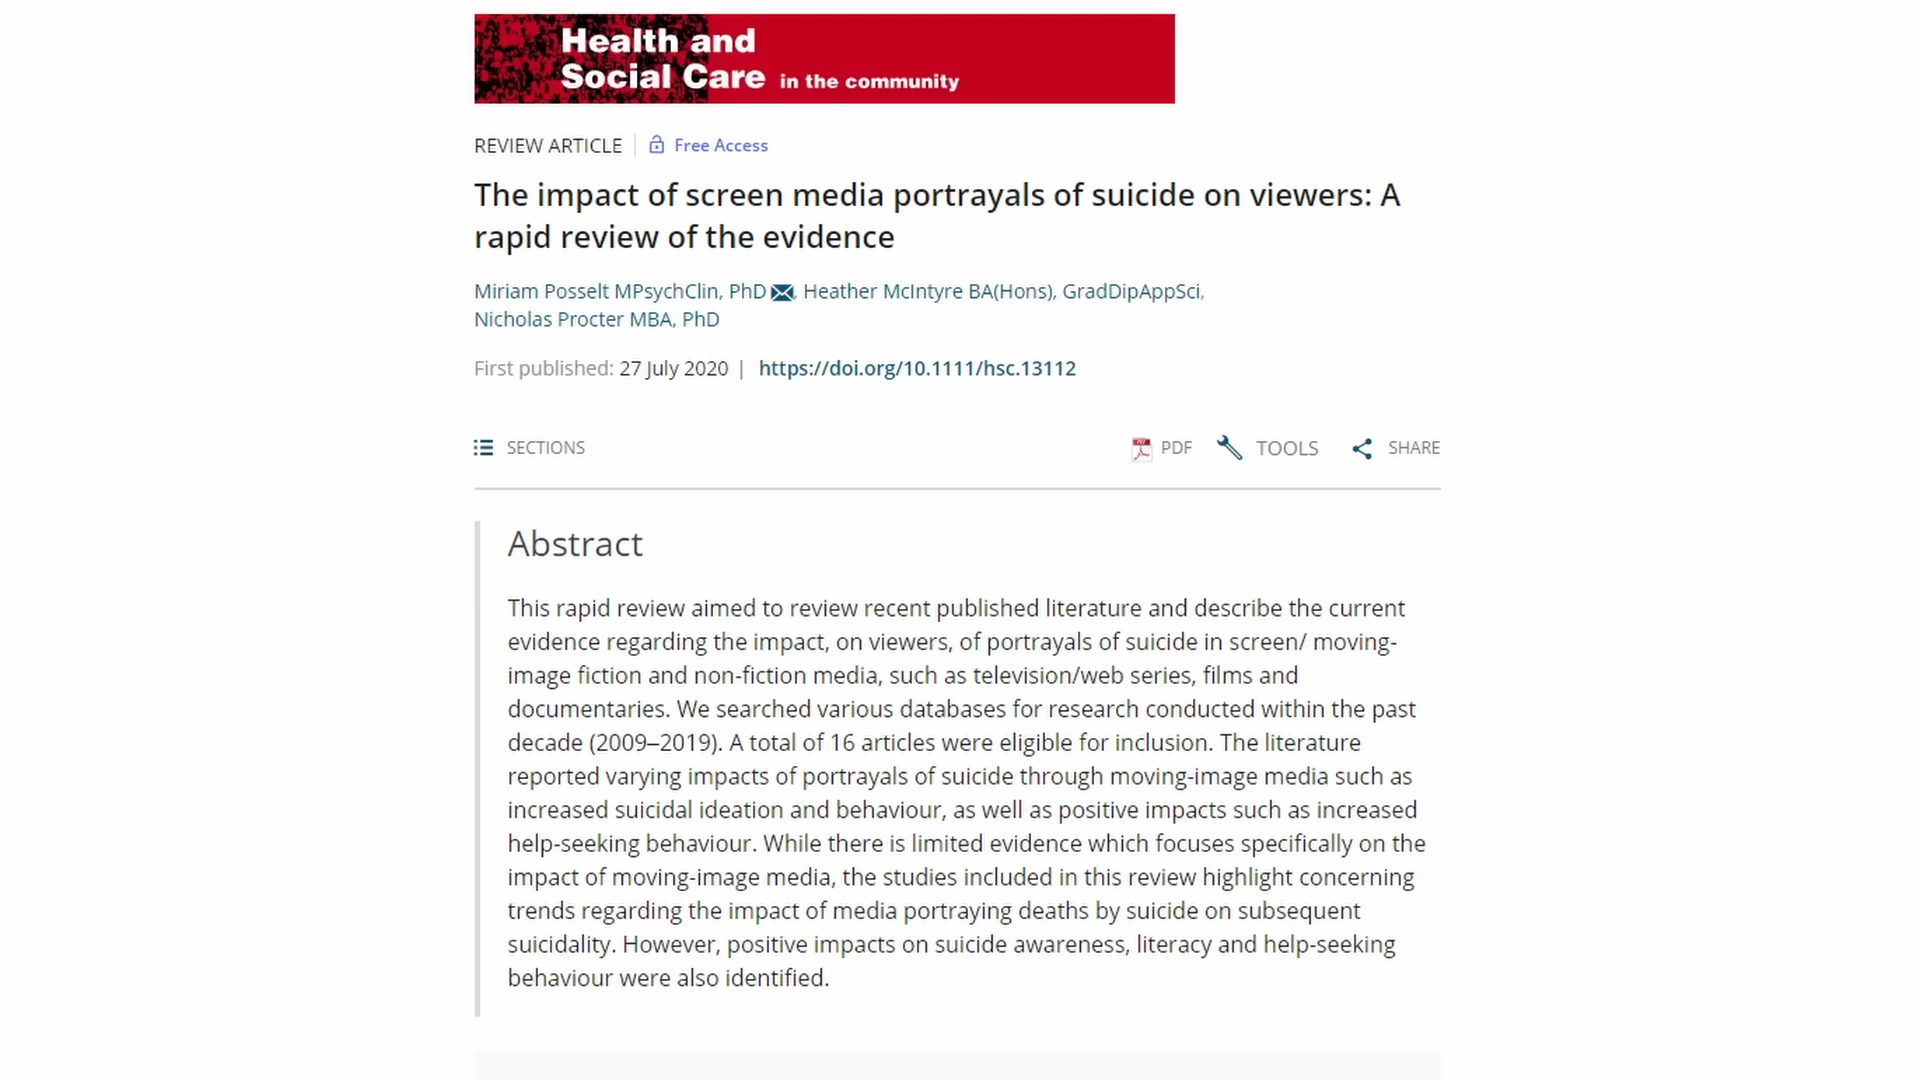 Health and
Social Care in the community
REVIEW ARTICLE Free Access
The impact of screen media portrayals of suicide on viewers: A
rapid review of the evidence
Miriam Posselt MPsychClin, PhD, Heather McIntyre BA(Hons), GradDipAppSci,
Nicholas Procter MBA, PhD
First published: 27 July 2020 | https://doi.org/10.1111/hsc.13112
SECTIONS PDF TOOLS SHARE
Abstract
This rapid review aimed to review recent published literature and describe the current
evidence regarding the impact, on viewers, of portrayals of suicide in screen/ moving-
image fiction and non-fiction media, such as television/web series, films and
documentaries. We searched various databases for research conducted within the past
decade (2009–2019). A total of 16 articles were eligible for inclusion. The literature
reported varying impacts of portrayals of suicide through moving-image media such as
increased suicidal ideation and behaviour, as well as positive impacts such as increased
help-seeking behaviour. While there is limited evidence which focuses specifically on the
impact of moving-image media, the studies included in this review highlight concerning
trends regarding the impact of media portraying deaths by suicide on subsequent
suicidality. However, positive impacts on suicide awareness, literacy and help-seeking
behaviour were also identified.